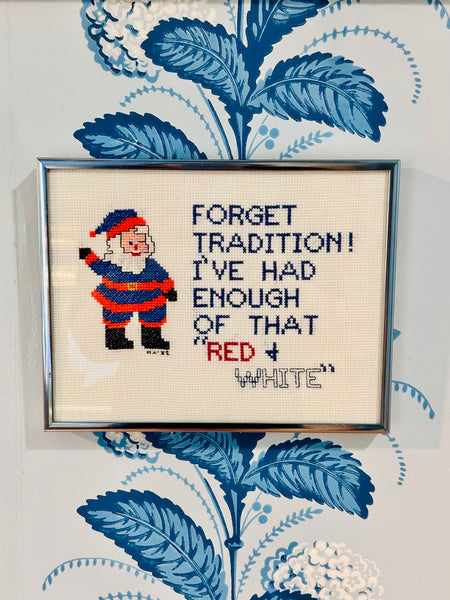 FORGET
TRADITION!
I'VE HAD
ENOUGH
OF THAT
"RED &
WHITE"